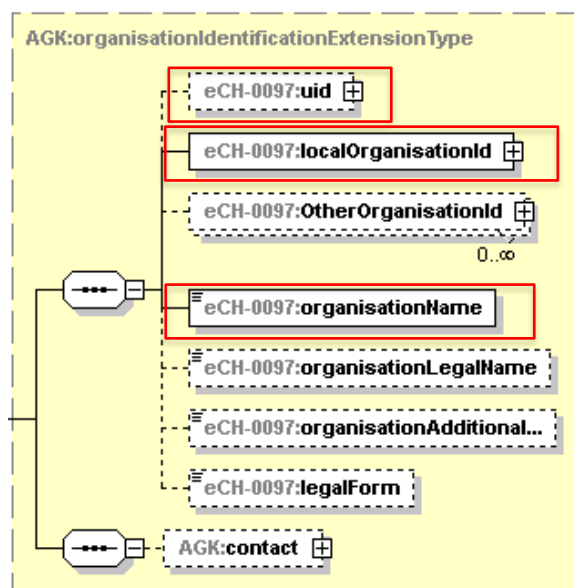 AGK:organisationIdentificationExtensionType
eCH-0097:uid
eCH-0097:localOrganisationId
eCH-0097:OtherOrganisationId
0..∞
eCH-0097:organisationName
eCH-0097:organisationLegalName
eCH-0097:organisationAdditional...
eCH-0097:legalForm
AGK:contact